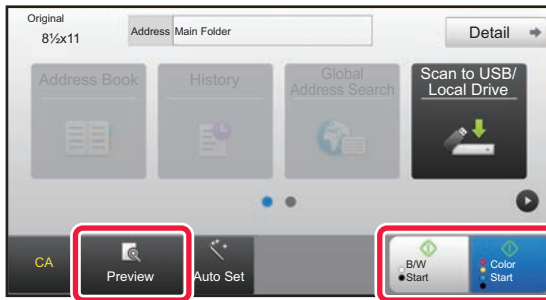 Original
8½x11
Address Main Folder
Detail
Address Book
History
Global
Address Search
Scan to USB/
Local Drive
CA
Preview
Auto Set
B/W
Start
Color
Start